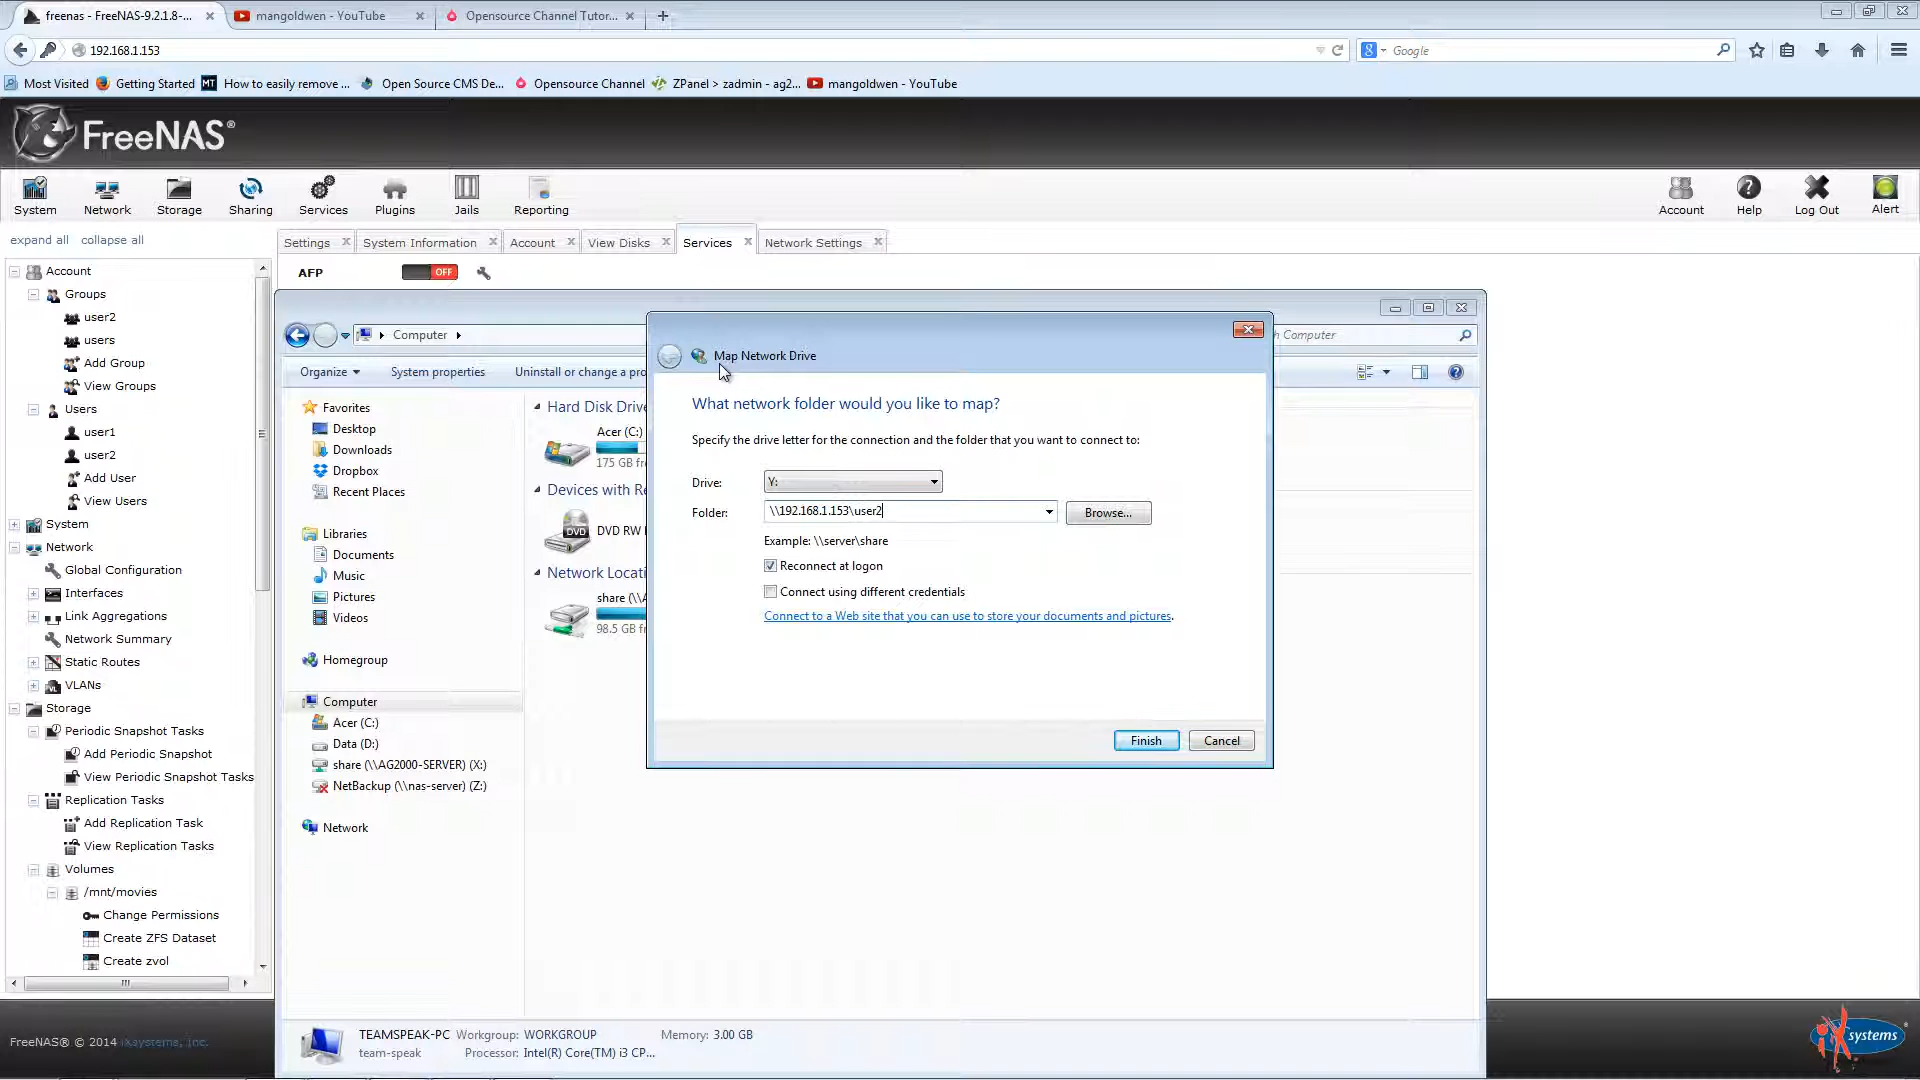 freenas - FreeNAS-9.2.1.8-...
mangoldwen - YouTube
Opensource Channel Tutor...
192.168.1.153
Google
Most Visited
Getting Started
How to easily remove ...
Open Source CMS De...
Opensource Channel
ZPanel > zadmin - ag2...
mangoldwen - YouTube
FreeNAS®
System
Network
Storage
Sharing
Services
Plugins
Jails
Reporting
Account
Help
Log Out
Alert
expand all
collapse all
Settings
System Information
Account
View Disks
Services
Network Settings
AFP
OFF
Account
Groups
user2
users
Add Group
View Groups
Users
user1
user2
Add User
View Users
System
Network
Global Configuration
Interfaces
Link Aggregations
Network Summary
Static Routes
VLANs
Storage
Periodic Snapshot Tasks
Add Periodic Snapshot
View Periodic Snapshot Tasks
Replication Tasks
Add Replication Task
View Replication Tasks
Volumes
/mnt/movies
Change Permissions
Create ZFS Dataset
Create zvol
Computer
Computer
Organize
System properties
Uninstall or change a pro
Favorites
Desktop
Downloads
Dropbox
Recent Places
Libraries
Documents
Music
Pictures
Videos
Homegroup
Computer
Acer (C:)
Data (D:)
share (\\AG2000-SERVER) (X:)
NetBackup (\\nas-server) (Z:)
Network
Hard Disk Drive
Acer (C:)
175 GB fr
Devices with Re
DVD
DVD RW
Network Locati
share (\\A
98.5 GB f
Map Network Drive
What network folder would you like to map?
Specify the drive letter for the connection and the folder that you want to connect to:
Drive:
Y:
Folder:
\\192.168.1.153\user2
Browse...
Example: \\server\share
Reconnect at logon
Connect using different credentials
Connect to a Web site that you can use to store your documents and pictures.
Finish
Cancel
TEAMSPEAK-PC
Workgroup: WORKGROUP
Memory: 3.00 GB
team-speak
Processor: Intel(R) Core(TM) i3 CP...
FreeNAS® © 2014 iXsystems, Inc.
iXsystems